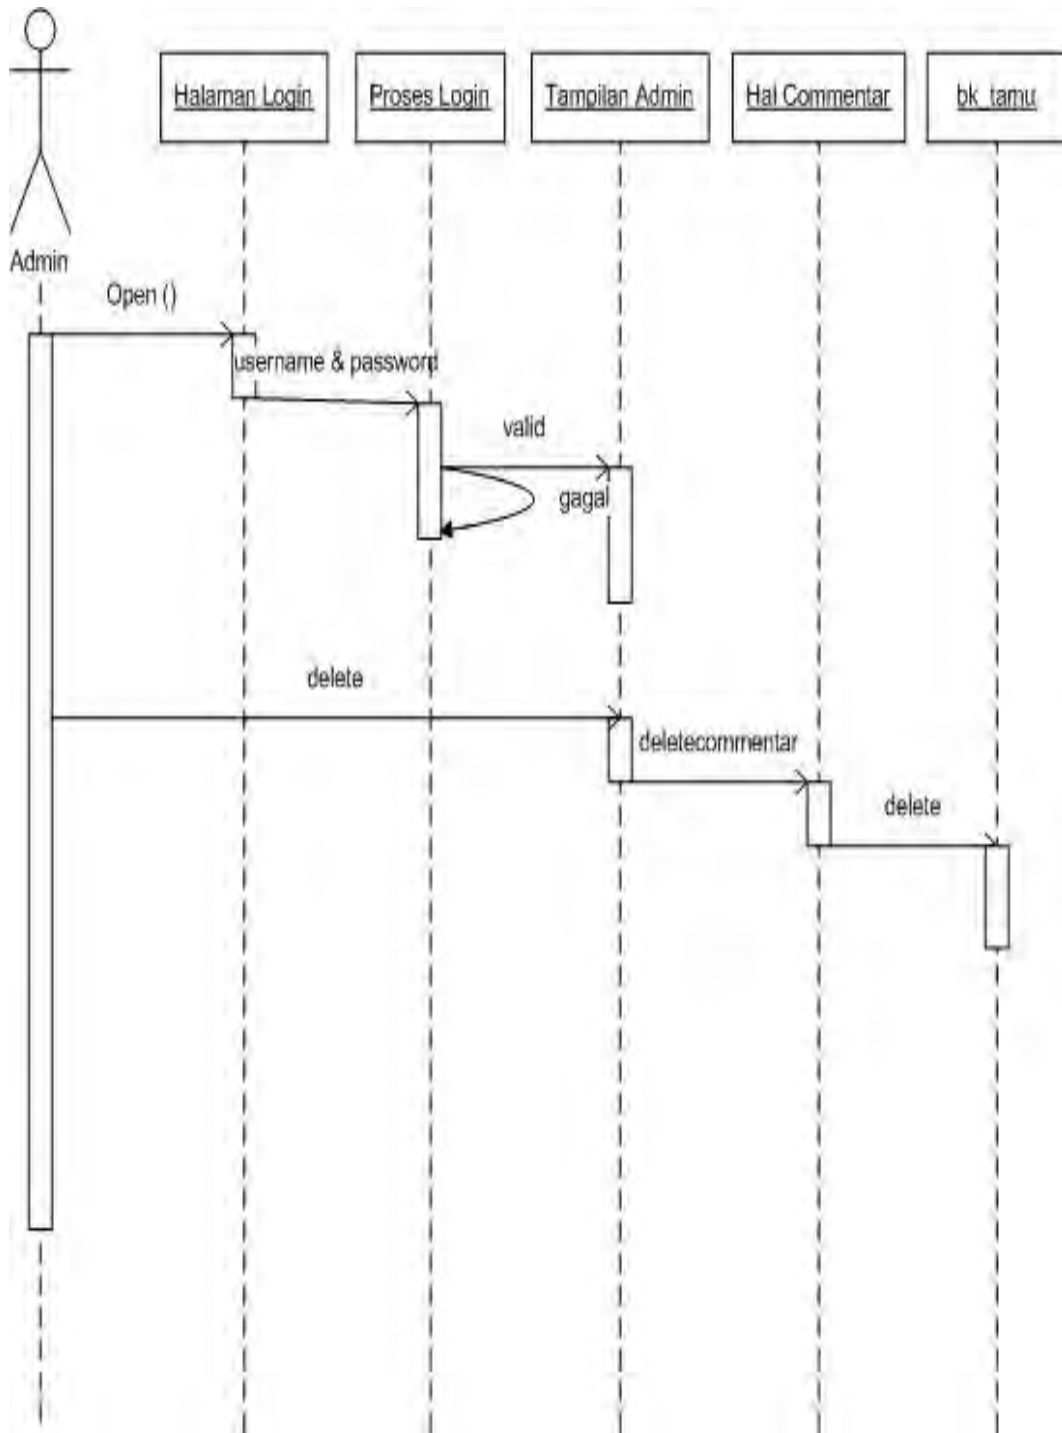 Halaman Login
Proses Login
Tampilan Admin
Hal Commentar
bk_tamu
Admin
Open ()
username & password
valid
gagal
delete
deletecommentar
delete